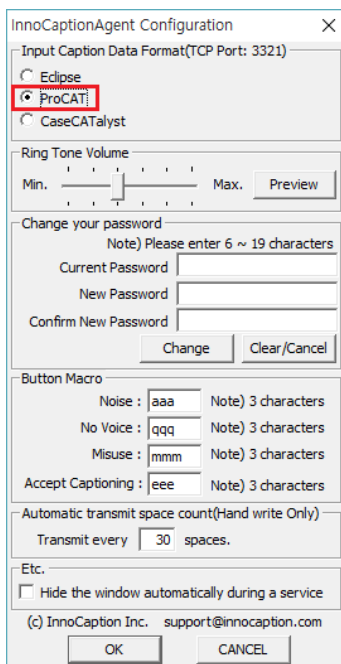 InnoCaptionAgent Configuration
Input Caption Data Format(TCP Port: 3321)
Eclipse
ProCAT
CaseCATalyst
Ring Tone Volume
Min. Max. Preview
Change your password
Note) Please enter 6 ~ 19 characters
Current Password
New Password
Confirm New Password
Change Clear/Cancel
Button Macro
Noise : aaa Note) 3 characters
No Voice : qqq Note) 3 characters
Misuse : mmm Note) 3 characters
Accept Captioning : eee Note) 3 characters
Automatic transmit space count(Hand write Only)
Transmit every 30 spaces.
Etc.
Hide the window automatically during a service
(c) InnoCaption Inc. support@innocaption.com
OK CANCEL